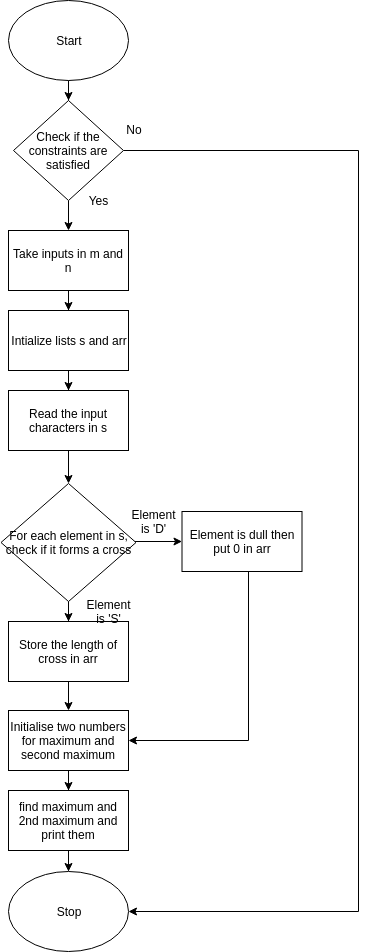 Start
Check if the
constraints are
satisfied
No
Yes
Take inputs in m and
n
Intialize lists s and arr
Read the input
characters in s
For each element in s,
check if it forms a cross
Element
is 'D'
Element is dull then
put 0 in arr
Element
is 'S'
Store the length of
cross in arr
Initialise two numbers
for maximum and
second maximum
find maximum and
2nd maximum and
print them
Stop